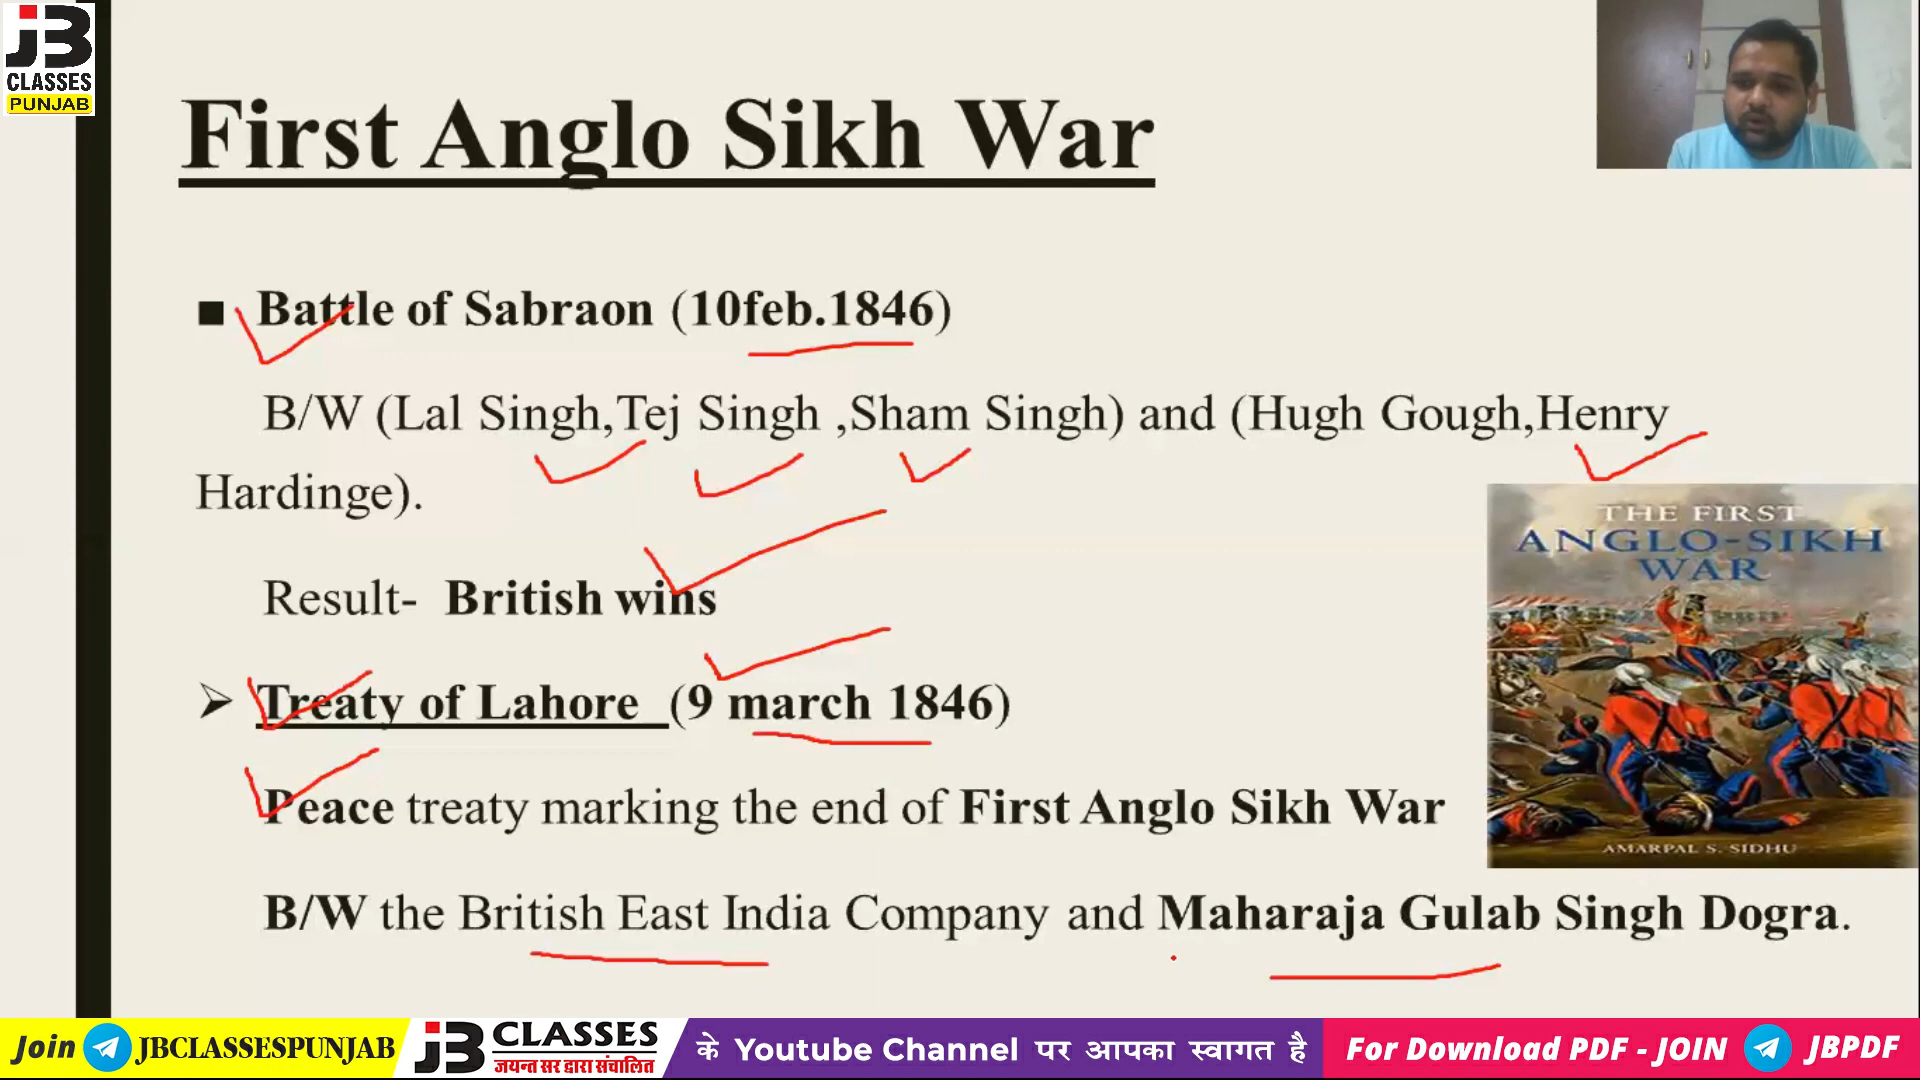 JB
CLASSES
PUNJAB
First Anglo Sikh War
■ Battle of Sabraon (10feb.1846)
B/W (Lal Singh,Tej Singh ,Sham Singh) and (Hugh Gough,Henry
Hardinge).
Result- British wins
➢ Treaty of Lahore (9 march 1846)
Peace treaty marking the end of First Anglo Sikh War
B/W the British East India Company and Maharaja Gulab Singh Dogra.
THE FIRST
ANGLO-SIKH
WAR
AMARPAL S. SIDHU
Join JBCLASSESPUNJAB
JB CLASSES
जयन्त सर द्वारा संचालित
के Youtube Channel पर आपका स्वागत है
For Download PDF - JOIN JBPDF